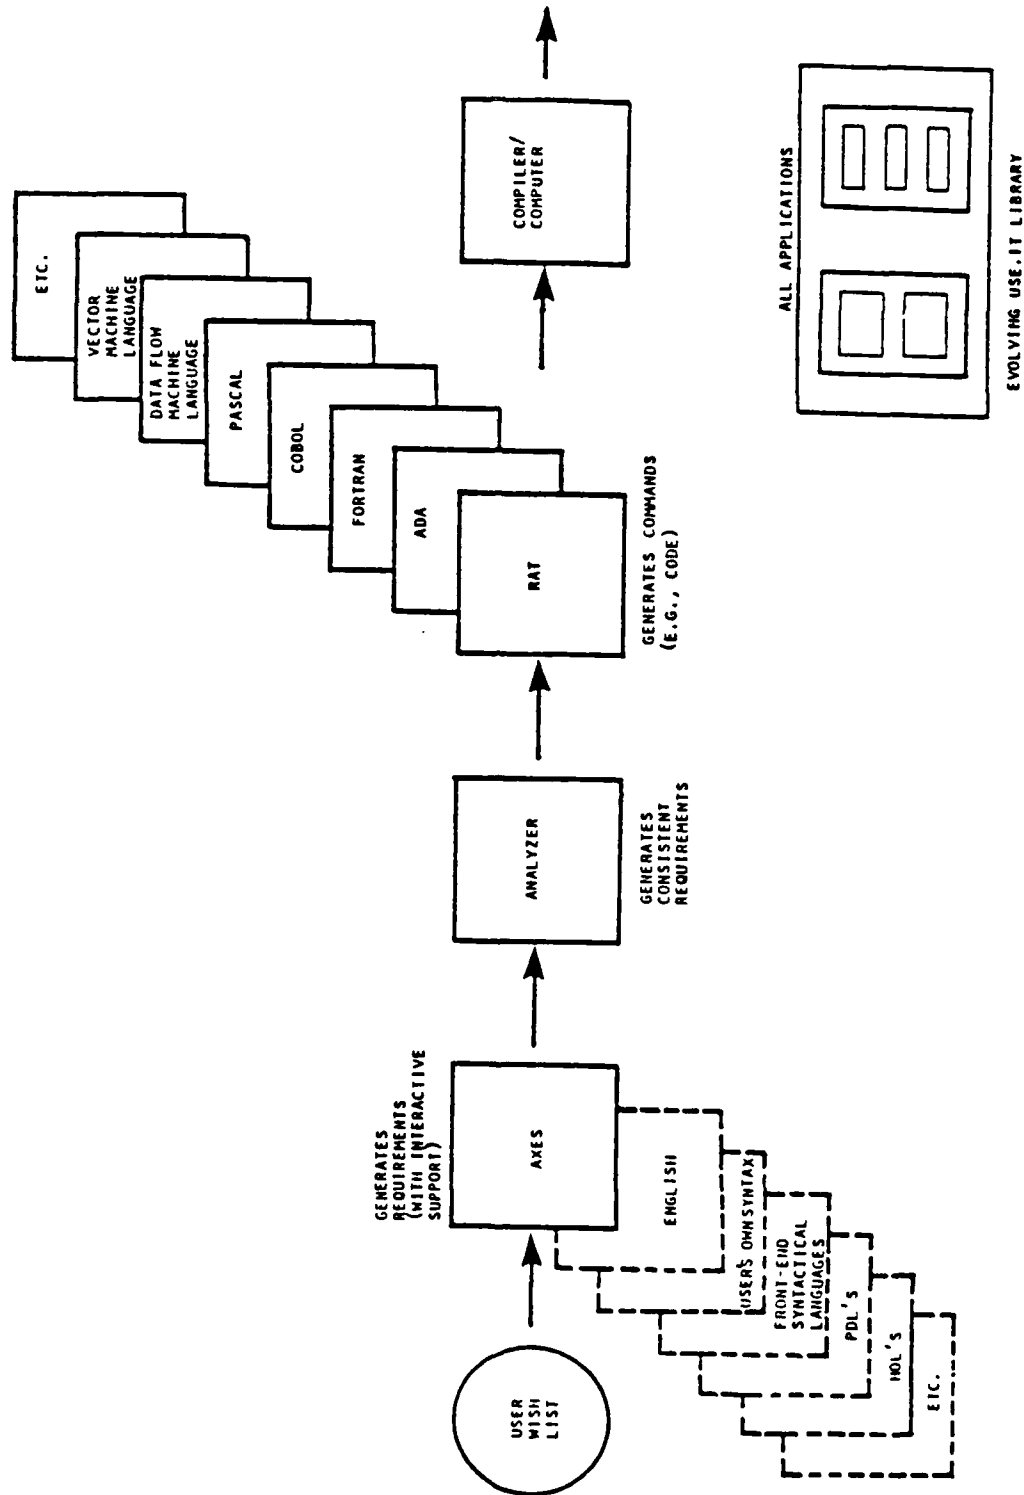 USER
WISH
LIST
GENERATES
REQUIREMENTS
(WITH INTERACTIVE
SUPPORT)
AXES
ENGLISH
USER'S OWN SYNTAX
FRONT-END
SYNTACTICAL
LANGUAGES
PDL'S
HOL'S
ETC.
ANALYZER
GENERATES
CONSISTENT
REQUIREMENTS
RAT
ADA
FORTRAN
COBOL
PASCAL
DATA FLOW
MACHINE
LANGUAGE
VECTOR
MACHINE
LANGUAGE
ETC.
GENERATES COMMANDS
(E.G., CODE)
COMPILER/
COMPUTER
ALL APPLICATIONS
EVOLVING USE.IT LIBRARY